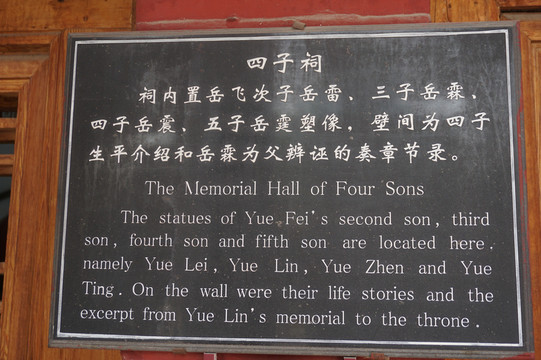 四子祠
祠内置岳飞次子岳雷、三子岳霖、
四子岳震、五子岳霆塑像，壁间为四子
生平介绍和岳霖为父辨诬的奏章节录。
The Memorial Hall of Four Sons
The statues of Yue Fei's second son, third
son, fourth son and fifth son are located here.
namely Yue Lei, Yue Lin, Yue Zhen and Yue
Ting. On the wall were their life stories and the
excerpt from Yue Lin's memorial to the throne.